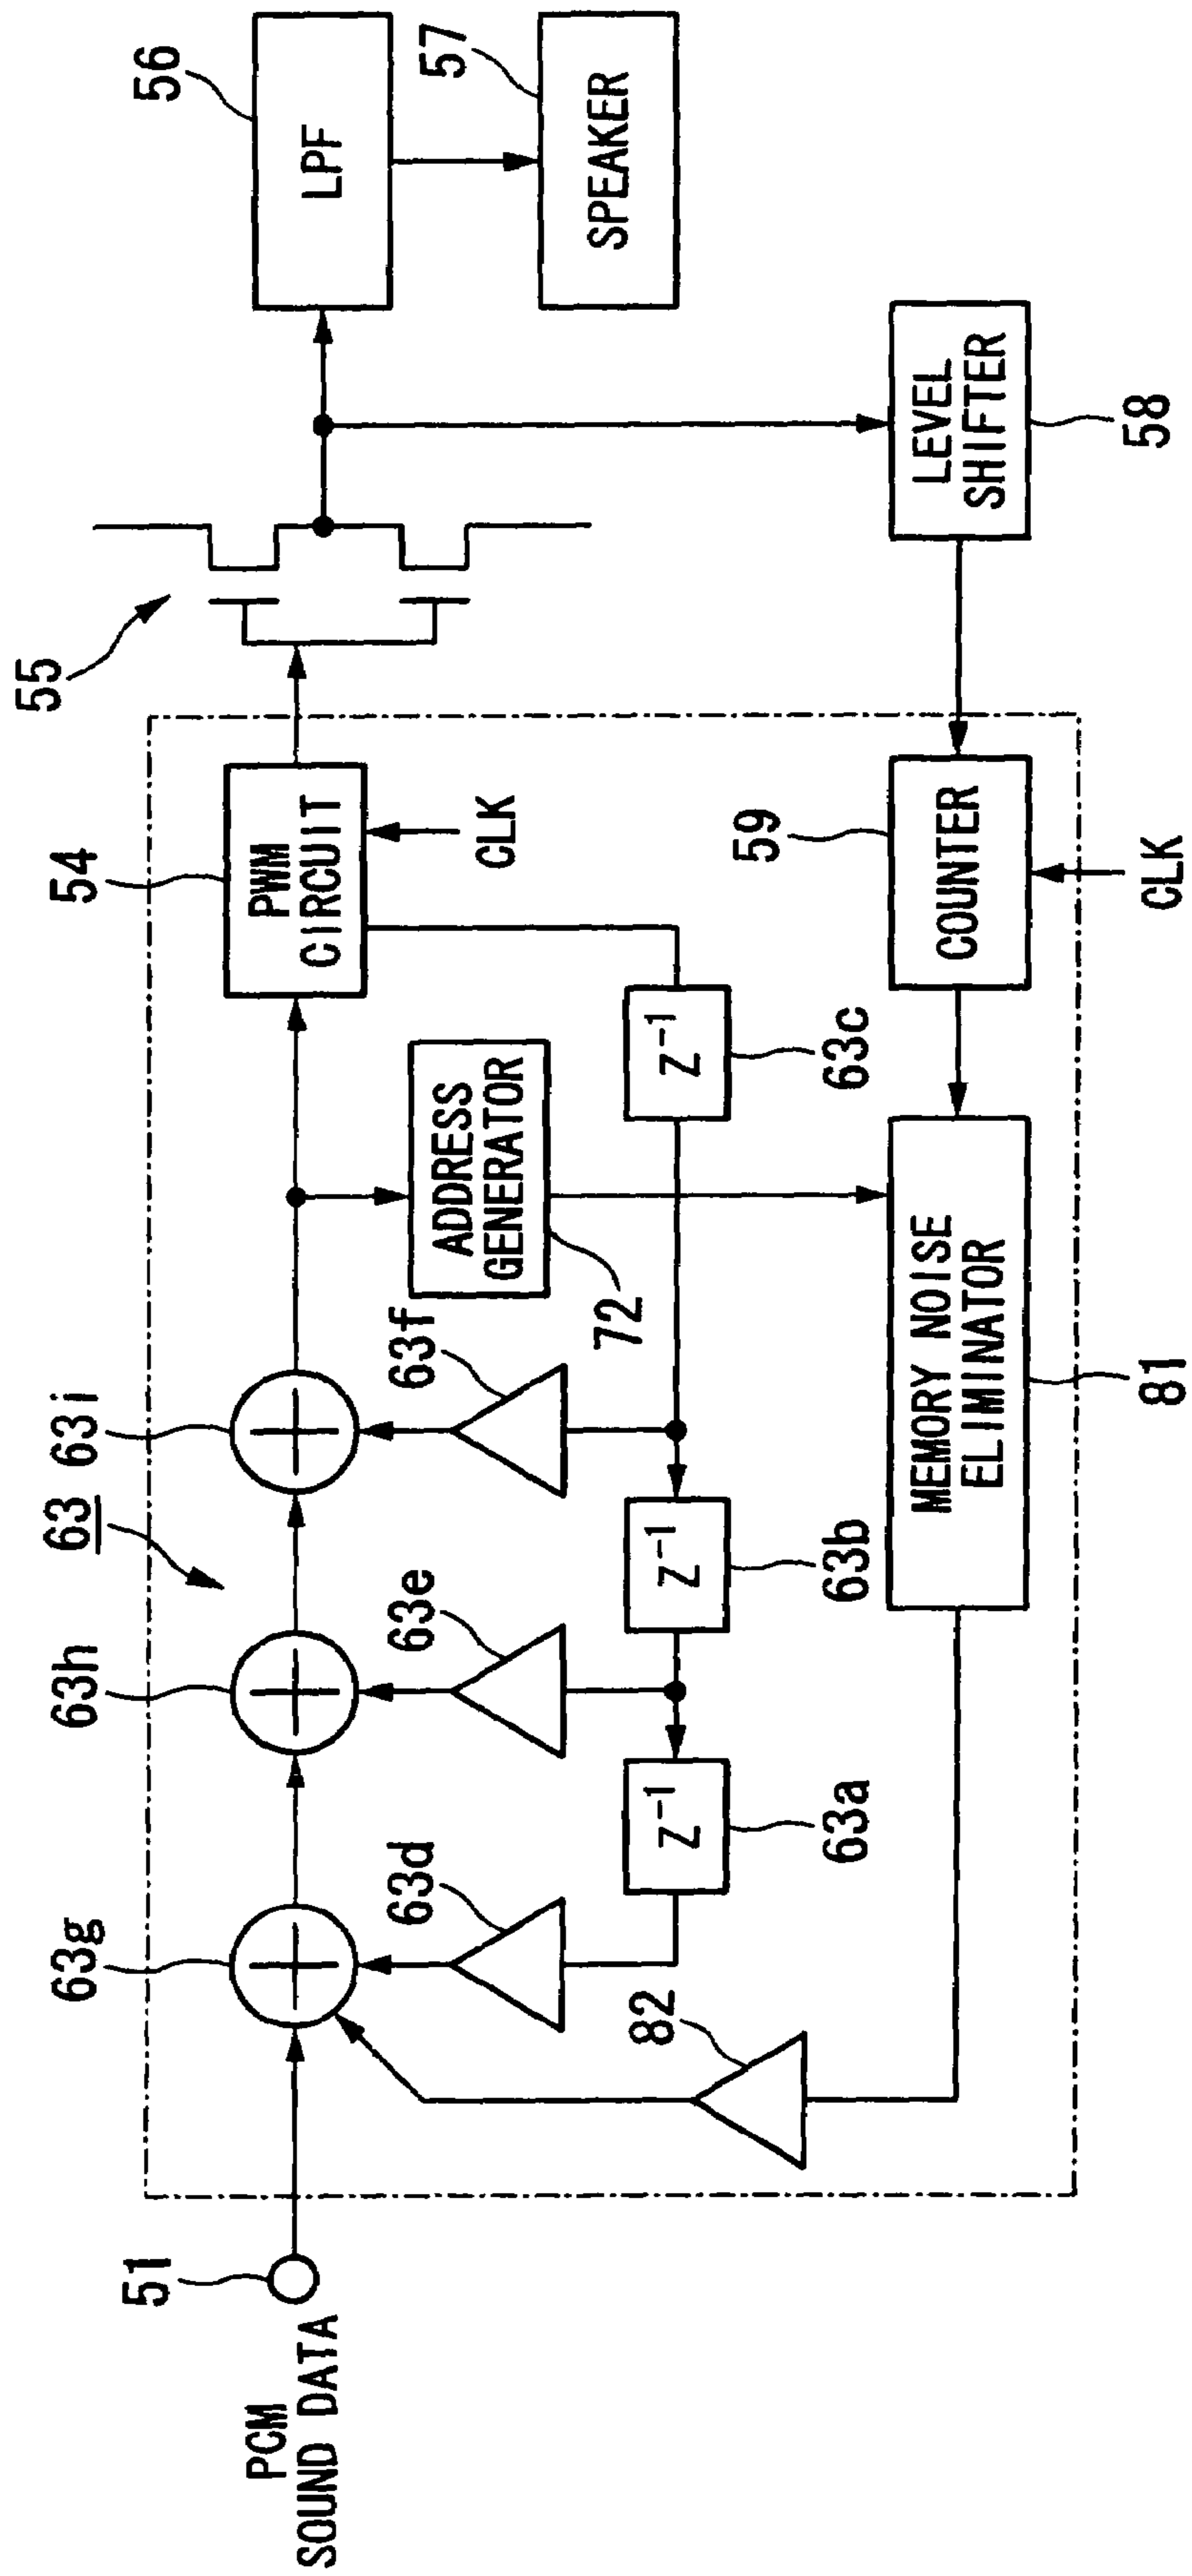 PCM
SOUND DATA
51
63g
63h
63
63i
54
55
56
57
LPF
SPEAKER
PWM
CIRCUIT
CLK
ADDRESS
GENERATOR
72
63d
63e
63f
Z⁻¹
63a
Z⁻¹
63b
Z⁻¹
63c
82
MEMORY NOISE
ELIMINATOR
81
59
COUNTER
CLK
LEVEL
SHIFTER
58